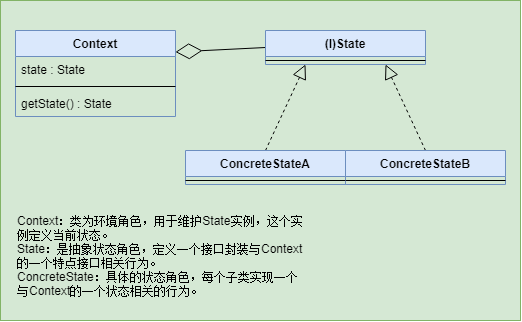 Context
(I)State
state : State
getState() : State
ConcreteStateA
ConcreteStateB
Context：类为环境角色，用于维护State实例，这个实
例定义当前状态。
State：是抽象状态角色，定义一个接口封装与Context
的一个特点接口相关行为。
ConcreteState：具体的状态角色，每个子类实现一个
与Context的一个状态相关的行为。